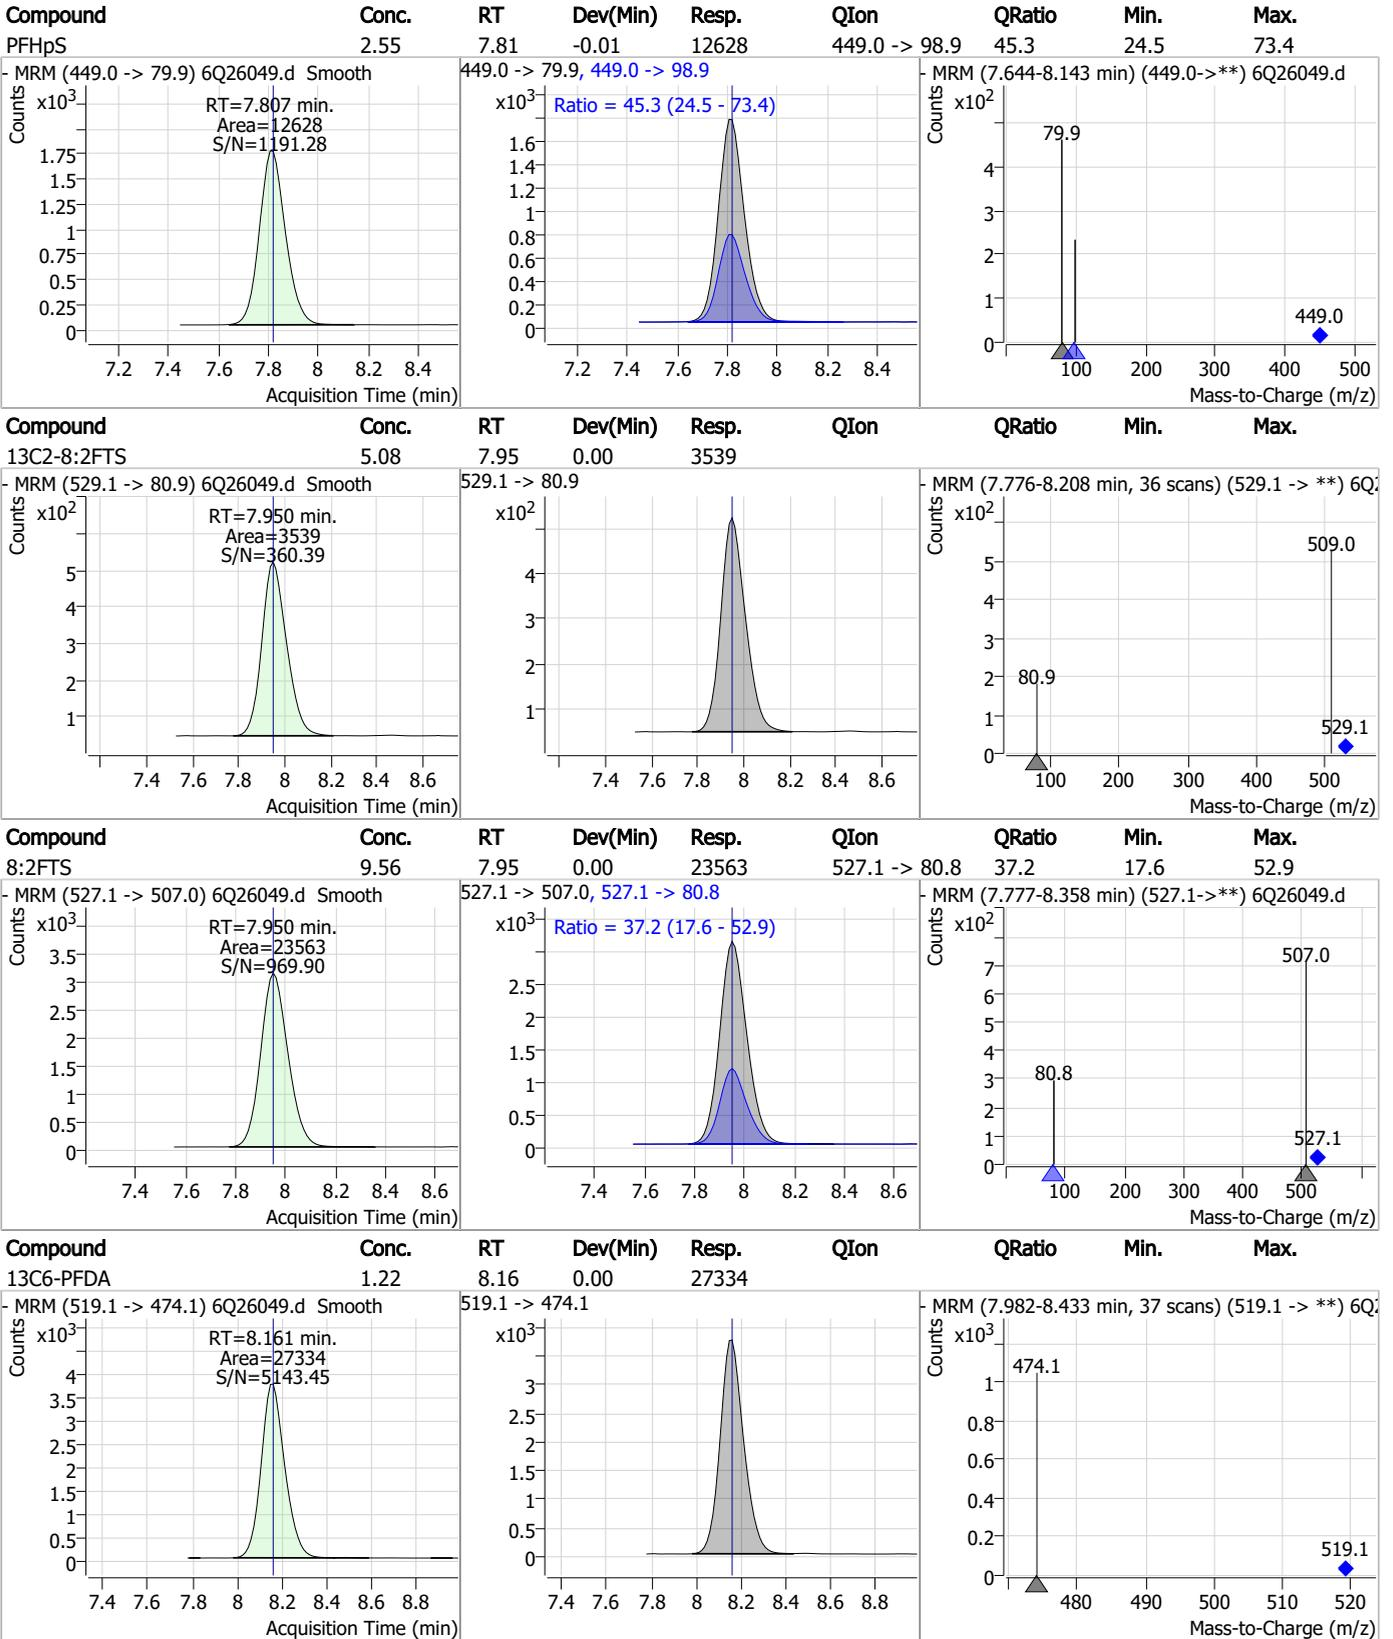 Compound Conc. RT Dev(Min) Resp. QIon QRatio Min. Max.
PFHpS 2.55 7.81 -0.01 12628 449.0 -> 98.9 45.3 24.5 73.4
- MRM (449.0 -> 79.9) 6Q26049.d Smooth
Counts
x10³
RT=7.807 min.
Area=12628
S/N=1191.28
1.75
1.5
1.25
1
0.75
0.5
0.25
0
7.2 7.4 7.6 7.8 8 8.2 8.4
Acquisition Time (min)
449.0 -> 79.9, 449.0 -> 98.9
x10³
Ratio = 45.3 (24.5 - 73.4)
1.6
1.4
1.2
1
0.8
0.6
0.4
0.2
0
7.2 7.4 7.6 7.8 8 8.2 8.4
- MRM (7.644-8.143 min) (449.0->**) 6Q26049.d
Counts
x10²
79.9
4
3
2
1
0
449.0
100 200 300 400 500
Mass-to-Charge (m/z)
Compound Conc. RT Dev(Min) Resp. QIon QRatio Min. Max.
13C2-8:2FTS 5.08 7.95 0.00 3539
- MRM (529.1 -> 80.9) 6Q26049.d Smooth
Counts
x10²
RT=7.950 min.
Area=3539
S/N=360.39
5
4
3
2
1
7.4 7.6 7.8 8 8.2 8.4 8.6
Acquisition Time (min)
529.1 -> 80.9
x10²
4
3
2
1
7.4 7.6 7.8 8 8.2 8.4 8.6
- MRM (7.776-8.208 min, 36 scans) (529.1 -> **) 6Q2
Counts
x10²
509.0
5
4
3
2
1
0
80.9
529.1
100 200 300 400 500
Mass-to-Charge (m/z)
Compound Conc. RT Dev(Min) Resp. QIon QRatio Min. Max.
8:2FTS 9.56 7.95 0.00 23563 527.1 -> 80.8 37.2 17.6 52.9
- MRM (527.1 -> 507.0) 6Q26049.d Smooth
Counts
x10³
RT=7.950 min.
Area=23563
S/N=969.90
3.5
3
2.5
2
1.5
1
0.5
0
7.4 7.6 7.8 8 8.2 8.4 8.6
Acquisition Time (min)
527.1 -> 507.0, 527.1 -> 80.8
x10³
Ratio = 37.2 (17.6 - 52.9)
2.5
2
1.5
1
0.5
0
7.4 7.6 7.8 8 8.2 8.4 8.6
- MRM (7.777-8.358 min) (527.1->**) 6Q26049.d
Counts
x10²
507.0
7
6
5
4
3
2
1
0
80.8
527.1
100 200 300 400 500
Mass-to-Charge (m/z)
Compound Conc. RT Dev(Min) Resp. QIon QRatio Min. Max.
13C6-PFDA 1.22 8.16 0.00 27334
- MRM (519.1 -> 474.1) 6Q26049.d Smooth
Counts
x10³
RT=8.161 min.
Area=27334
S/N=5143.45
4
3.5
3
2.5
2
1.5
1
0.5
0
7.4 7.6 7.8 8 8.2 8.4 8.6 8.8
Acquisition Time (min)
519.1 -> 474.1
x10³
3
2.5
2
1.5
1
0.5
0
7.4 7.6 7.8 8 8.2 8.4 8.6 8.8
- MRM (7.982-8.433 min, 37 scans) (519.1 -> **) 6Q2
Counts
x10³
474.1
1
0.8
0.6
0.4
0.2
0
519.1
480 490 500 510 520
Mass-to-Charge (m/z)